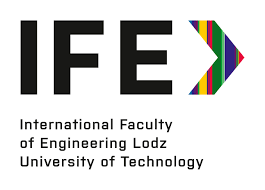 IFE
International Faculty
of Engineering Lodz
University of Technology